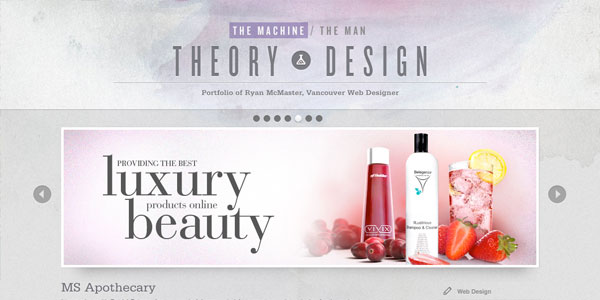 THE MACHINE / THE MAN
THEORY DESIGN
Portfolio of Ryan McMaster, Vancouver Web Designer
PROVIDING THE BEST
luxury
products online
beauty
VIVIX
MS Apothecary
Web Design